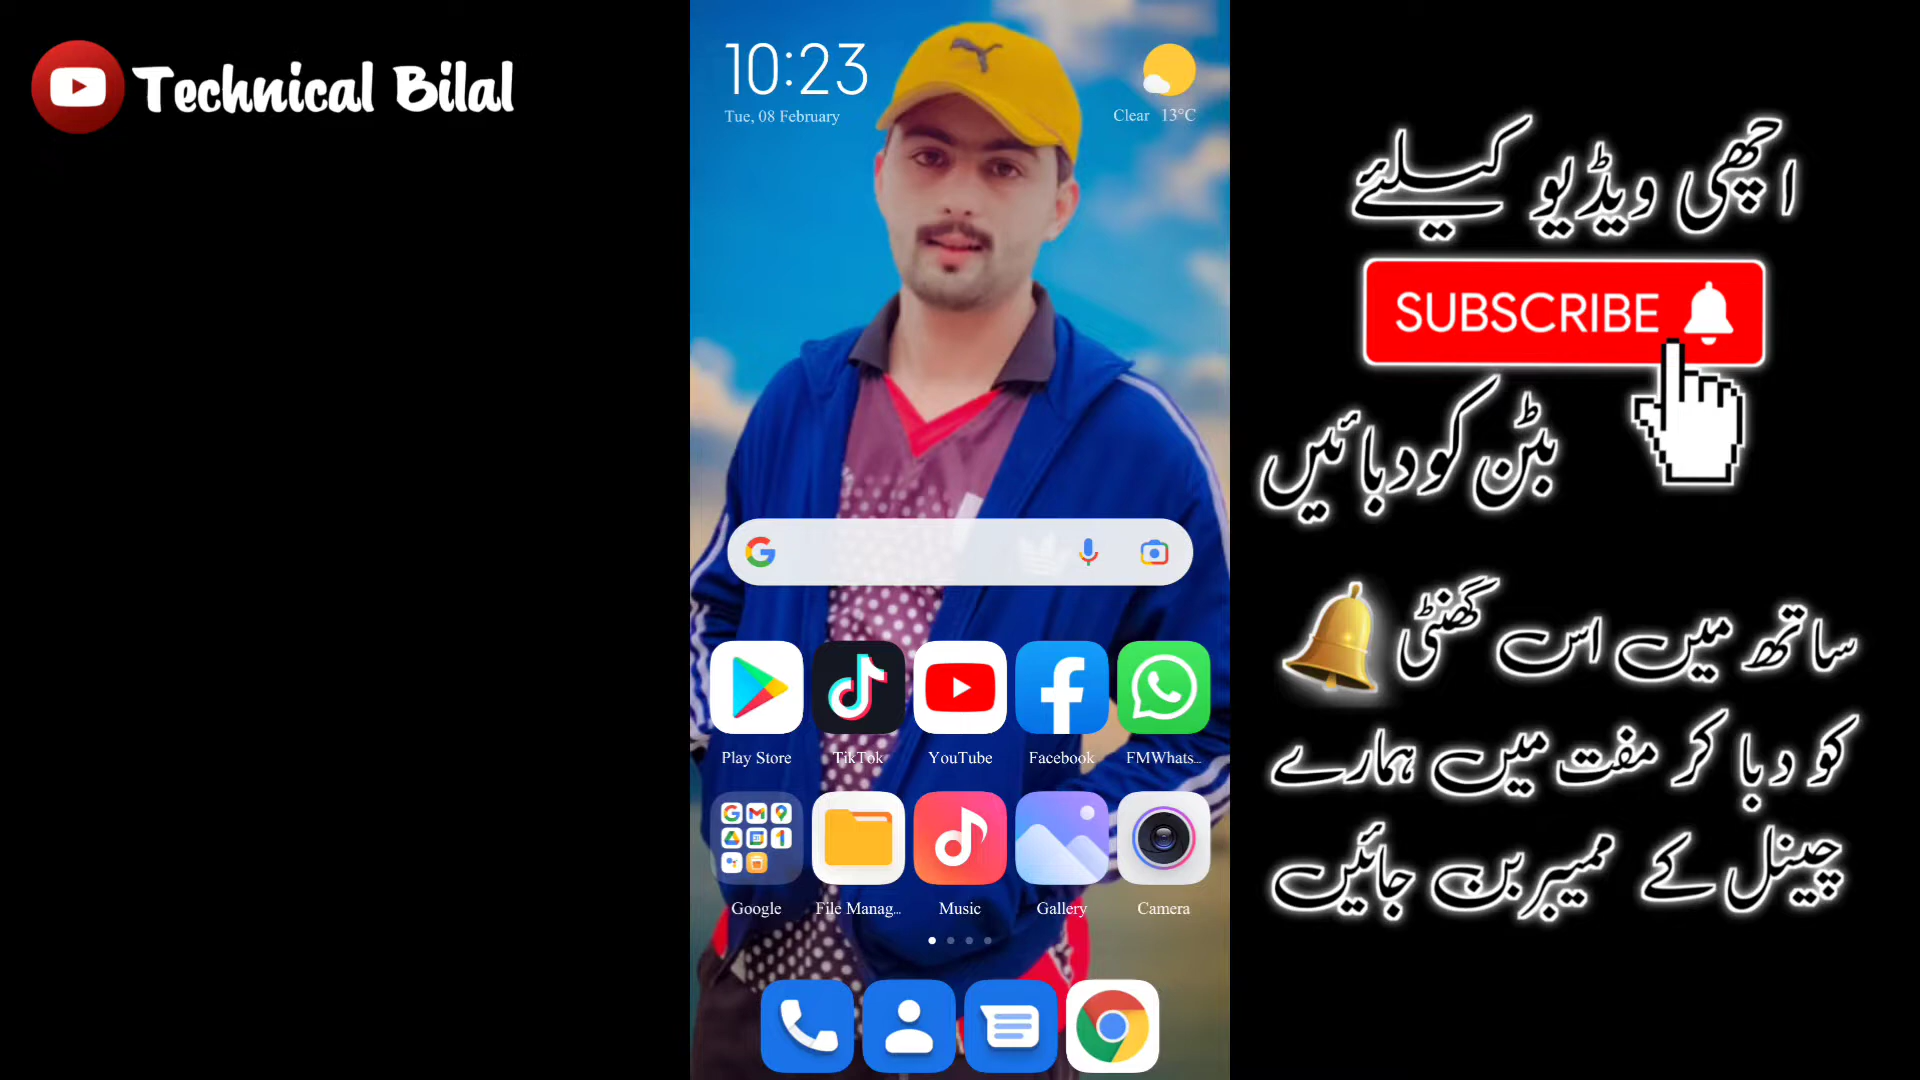 Technical Bilal
10:23
Tue, 08 February
Clear 13°C
Play Store
TikTok
YouTube
Facebook
FMWhats...
Google
File Manag...
Music
Gallery
Camera
اچھی ویڈیو کیلئے
SUBSCRIBE
بٹن کو دبائیں
ساتھ میں اس گھنٹی
کو دبا کر مفت میں ہمارے
چینل کے ممبر بن جائیں